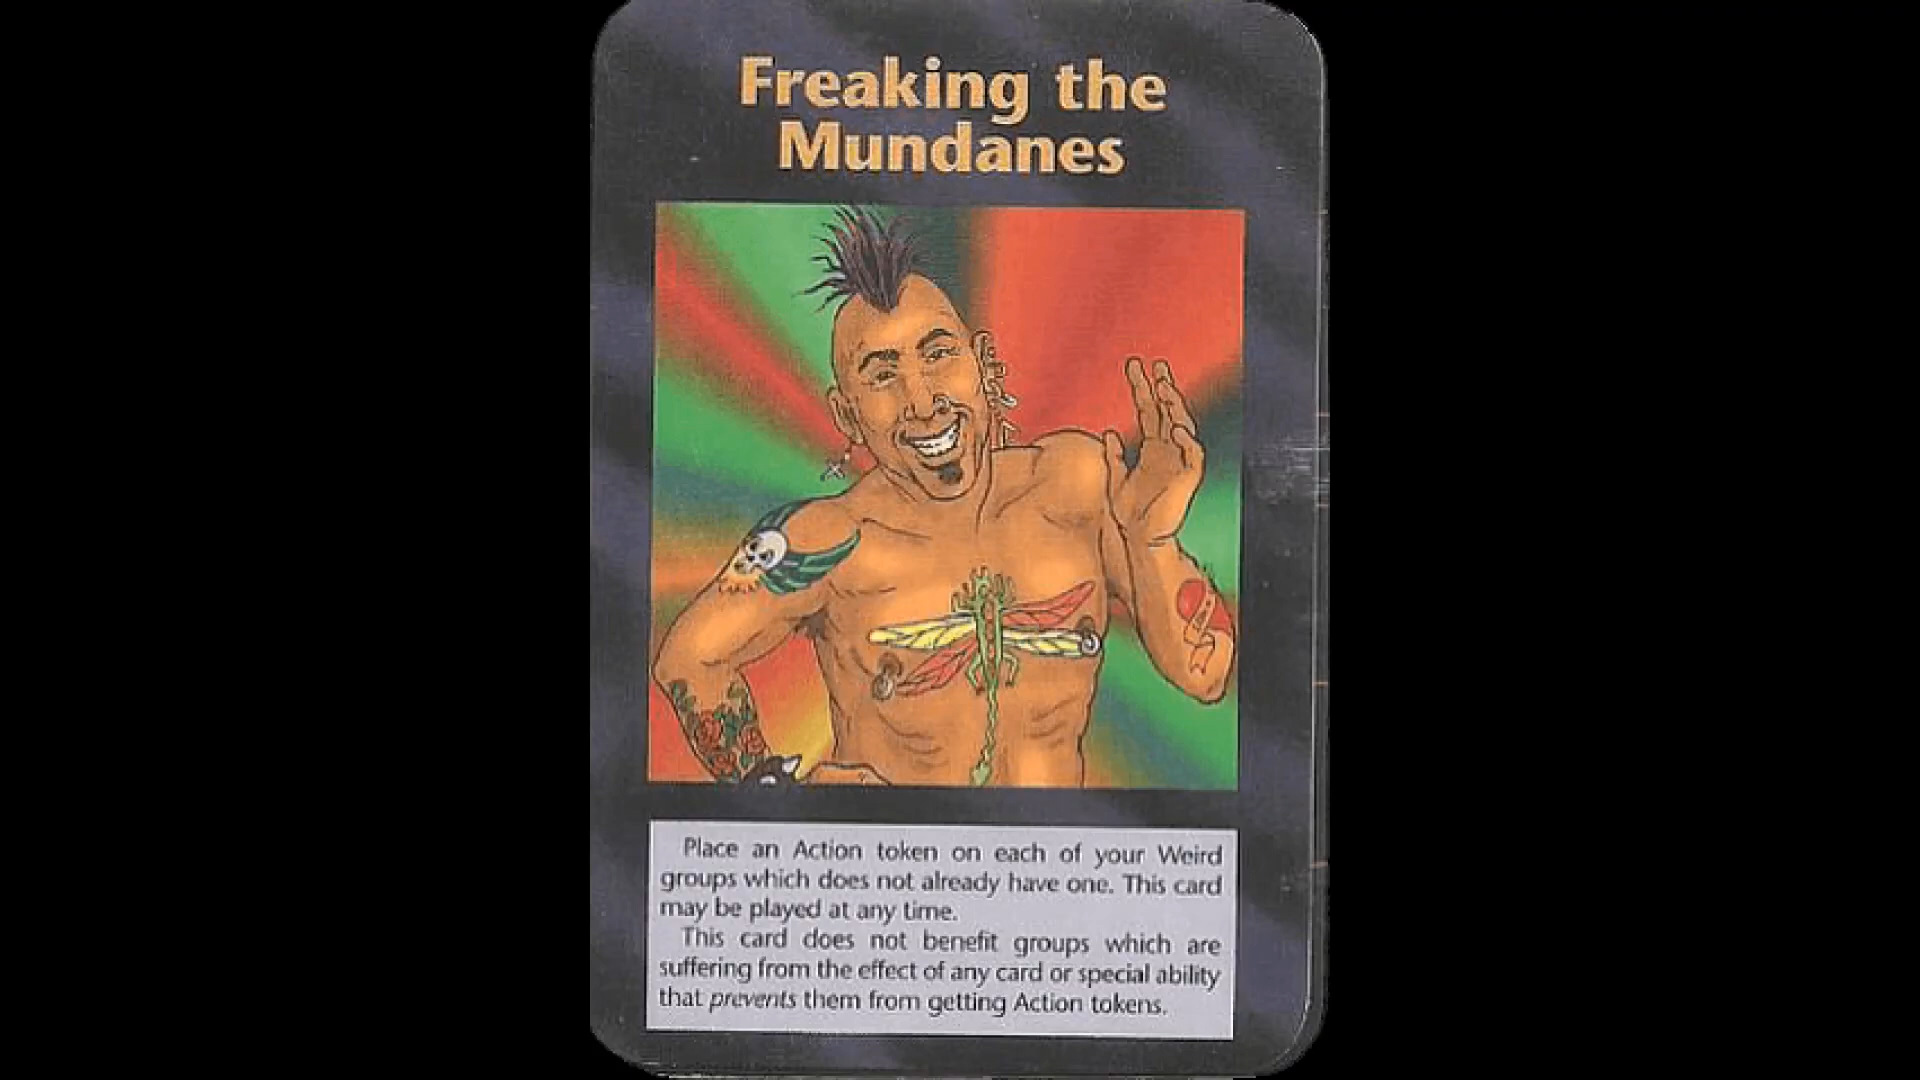 Freaking the
Mundanes
Place an Action token on each of your Weird
groups which does not already have one. This card
may be played at any time.
This card does not benefit groups which are
suffering from the effect of any card or special ability
that prevents them from getting Action tokens.